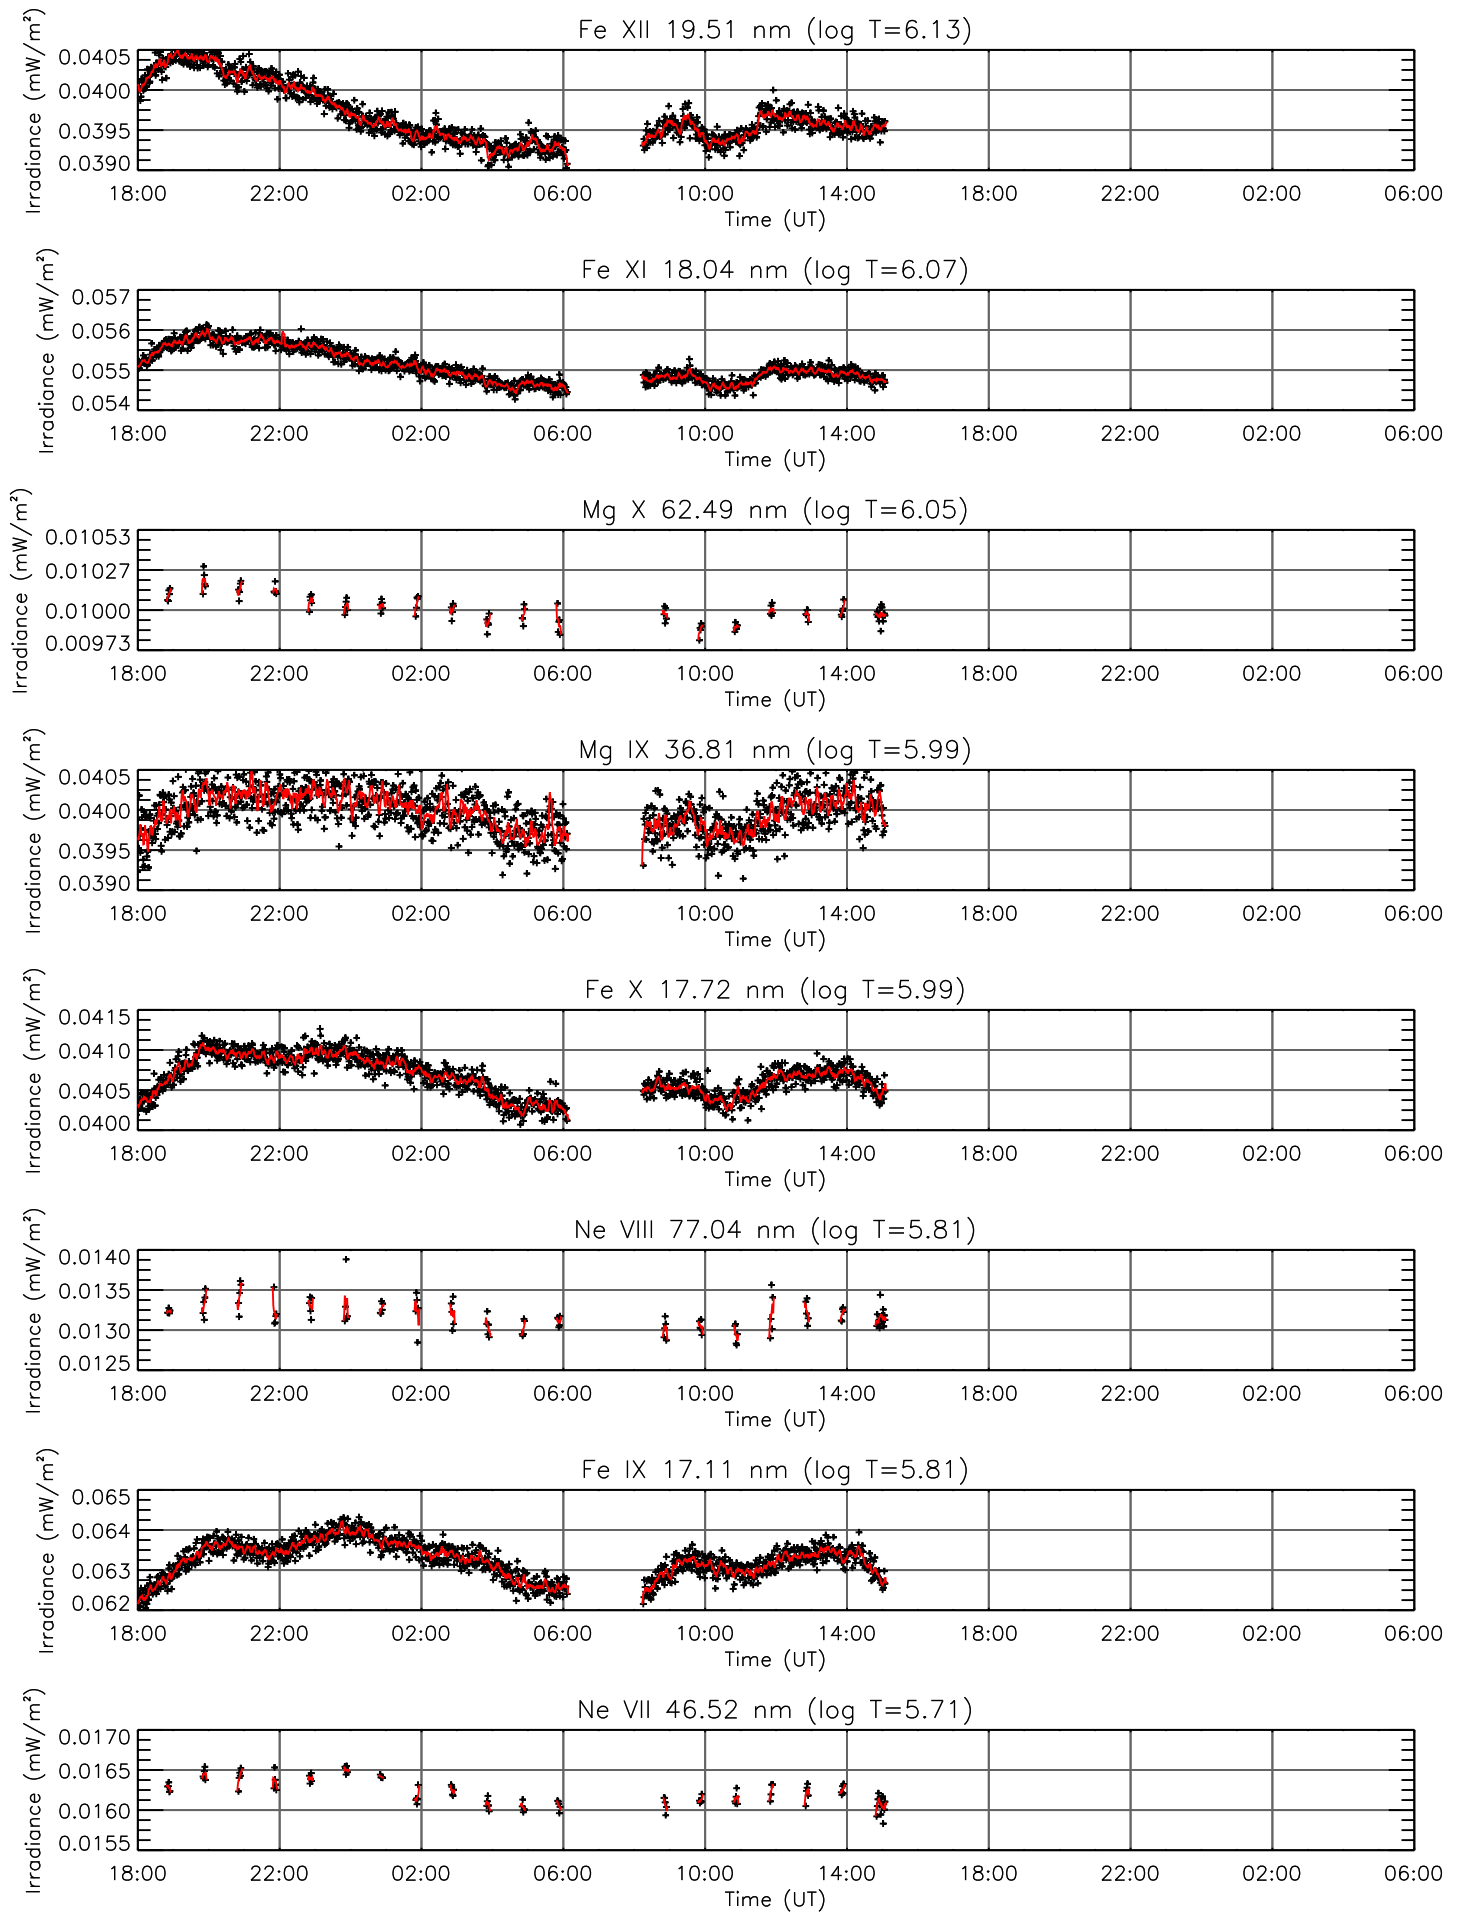 Fe XII 19.51 nm (log T=6.13)
Irradiance (mW/m²)
0.0405
0.0400
0.0395
0.0390
18:00 22:00 02:00 06:00 10:00 14:00 18:00 22:00 02:00 06:00
Time (UT)
Fe XI 18.04 nm (log T=6.07)
Irradiance (mW/m²)
0.057
0.056
0.055
0.054
18:00 22:00 02:00 06:00 10:00 14:00 18:00 22:00 02:00 06:00
Time (UT)
Mg X 62.49 nm (log T=6.05)
Irradiance (mW/m²)
0.01053
0.01027
0.01000
0.00973
18:00 22:00 02:00 06:00 10:00 14:00 18:00 22:00 02:00 06:00
Time (UT)
Mg IX 36.81 nm (log T=5.99)
Irradiance (mW/m²)
0.0405
0.0400
0.0395
0.0390
18:00 22:00 02:00 06:00 10:00 14:00 18:00 22:00 02:00 06:00
Time (UT)
Fe X 17.72 nm (log T=5.99)
Irradiance (mW/m²)
0.0415
0.0410
0.0405
0.0400
18:00 22:00 02:00 06:00 10:00 14:00 18:00 22:00 02:00 06:00
Time (UT)
Ne VIII 77.04 nm (log T=5.81)
Irradiance (mW/m²)
0.0140
0.0135
0.0130
0.0125
18:00 22:00 02:00 06:00 10:00 14:00 18:00 22:00 02:00 06:00
Time (UT)
Fe IX 17.11 nm (log T=5.81)
Irradiance (mW/m²)
0.065
0.064
0.063
0.062
18:00 22:00 02:00 06:00 10:00 14:00 18:00 22:00 02:00 06:00
Time (UT)
Ne VII 46.52 nm (log T=5.71)
Irradiance (mW/m²)
0.0170
0.0165
0.0160
0.0155
18:00 22:00 02:00 06:00 10:00 14:00 18:00 22:00 02:00 06:00
Time (UT)